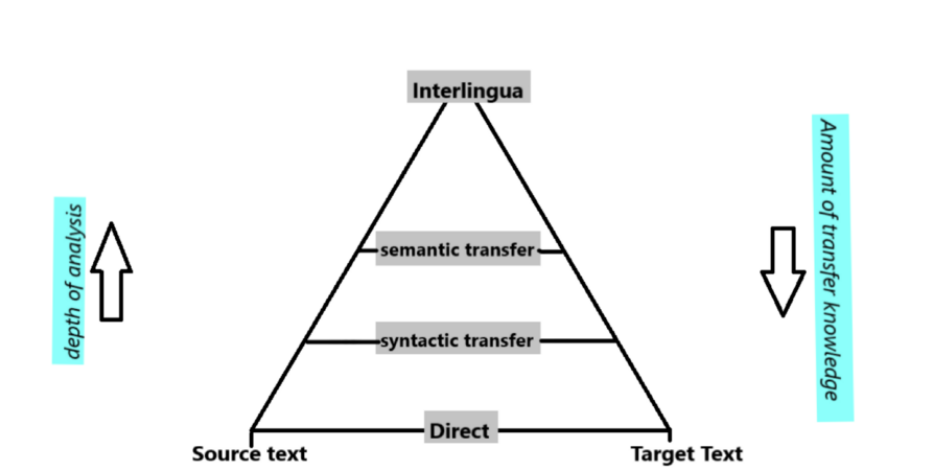 Interlingua
semantic transfer
syntactic transfer
Direct
Source text
Target Text
depth of analysis
Amount of transfer knowledge